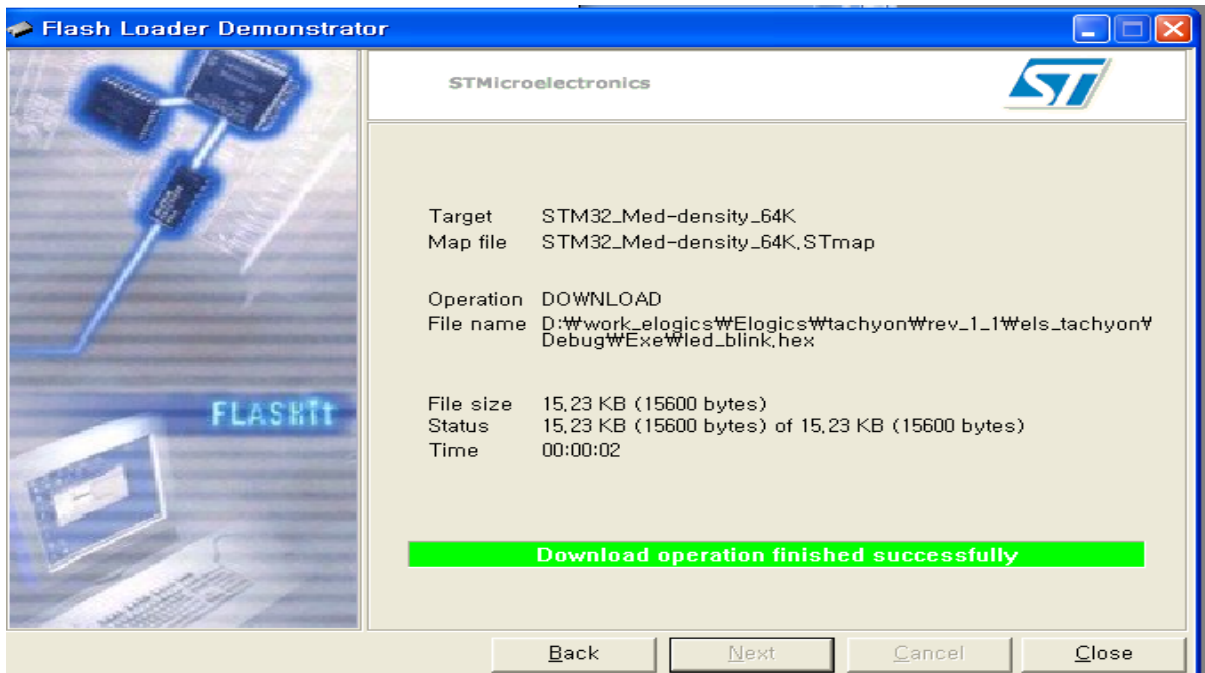 Flash Loader Demonstrator
STMicroelectronics
ST
Target STM32_Med-density_64K
Map file STM32_Med-density_64K,STmap
Operation DOWNLOAD
File name D:₩work_elogics₩Elogics₩tachyon₩rev_1_1₩els_tachyon₩
Debug₩Exe₩led_blink,hex
FLASHit
File size 15,23 KB (15600 bytes)
Status 15,23 KB (15600 bytes) of 15,23 KB (15600 bytes)
Time 00:00:02
Download operation finished successfully
Back Next Cancel Close